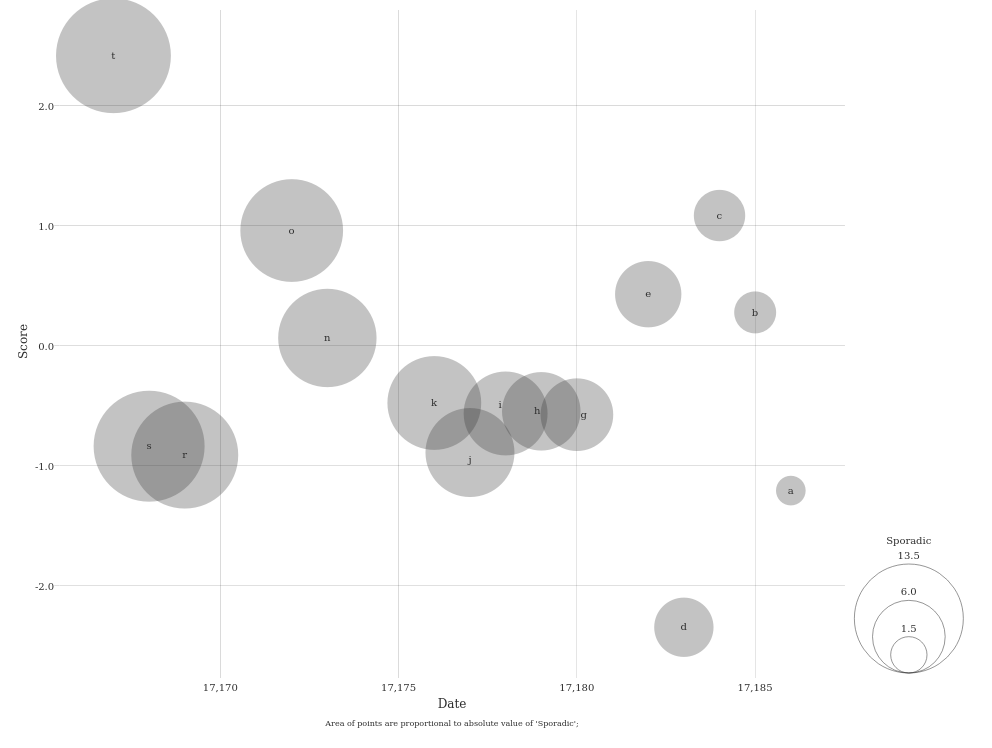 t
2.0
c
1.0
o
e
b
n
0.0
Score
k
i
h
g
s
r
j
-1.0
a
Sporadic
13.5
-2.0
6.0
d
1.5
17,170
17,175
17,180
17,185
Date
Area of points are proportional to absolute value of 'Sporadic';